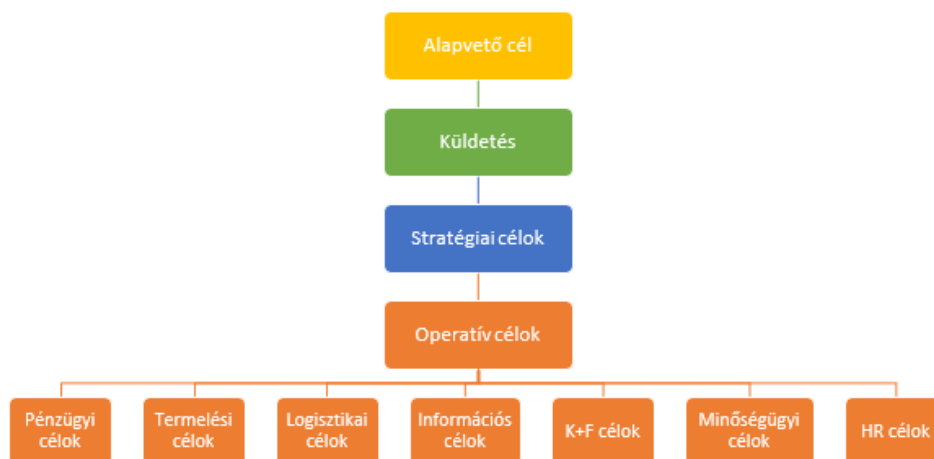 Alapvető cél
Küldetés
Stratégiai célok
Operatív célok
Pénzügyi
célok
Termelési
célok
Logisztikai
célok
Információs
célok
K+F célok
Minőségügyi
célok
HR célok